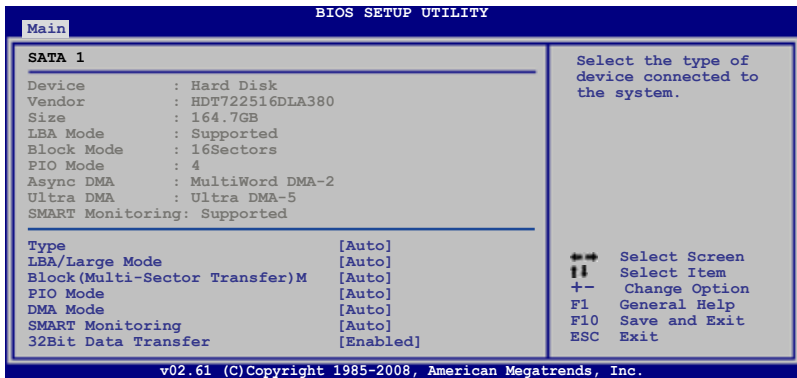 BIOS SETUP UTILITY
Main
SATA 1
Device : Hard Disk
Vendor : HDT722516DLA380
Size : 164.7GB
LBA Mode : Supported
Block Mode : 16Sectors
PIO Mode : 4
Async DMA : MultiWord DMA-2
Ultra DMA : Ultra DMA-5
SMART Monitoring: Supported
Type [Auto]
LBA/Large Mode [Auto]
Block(Multi-Sector Transfer)M [Auto]
PIO Mode [Auto]
DMA Mode [Auto]
SMART Monitoring [Auto]
32Bit Data Transfer [Enabled]
Select the type of
device connected to
the system.
←→ Select Screen
↑↓ Select Item
+- Change Option
F1 General Help
F10 Save and Exit
ESC Exit
v02.61 (C)Copyright 1985-2008, American Megatrends, Inc.